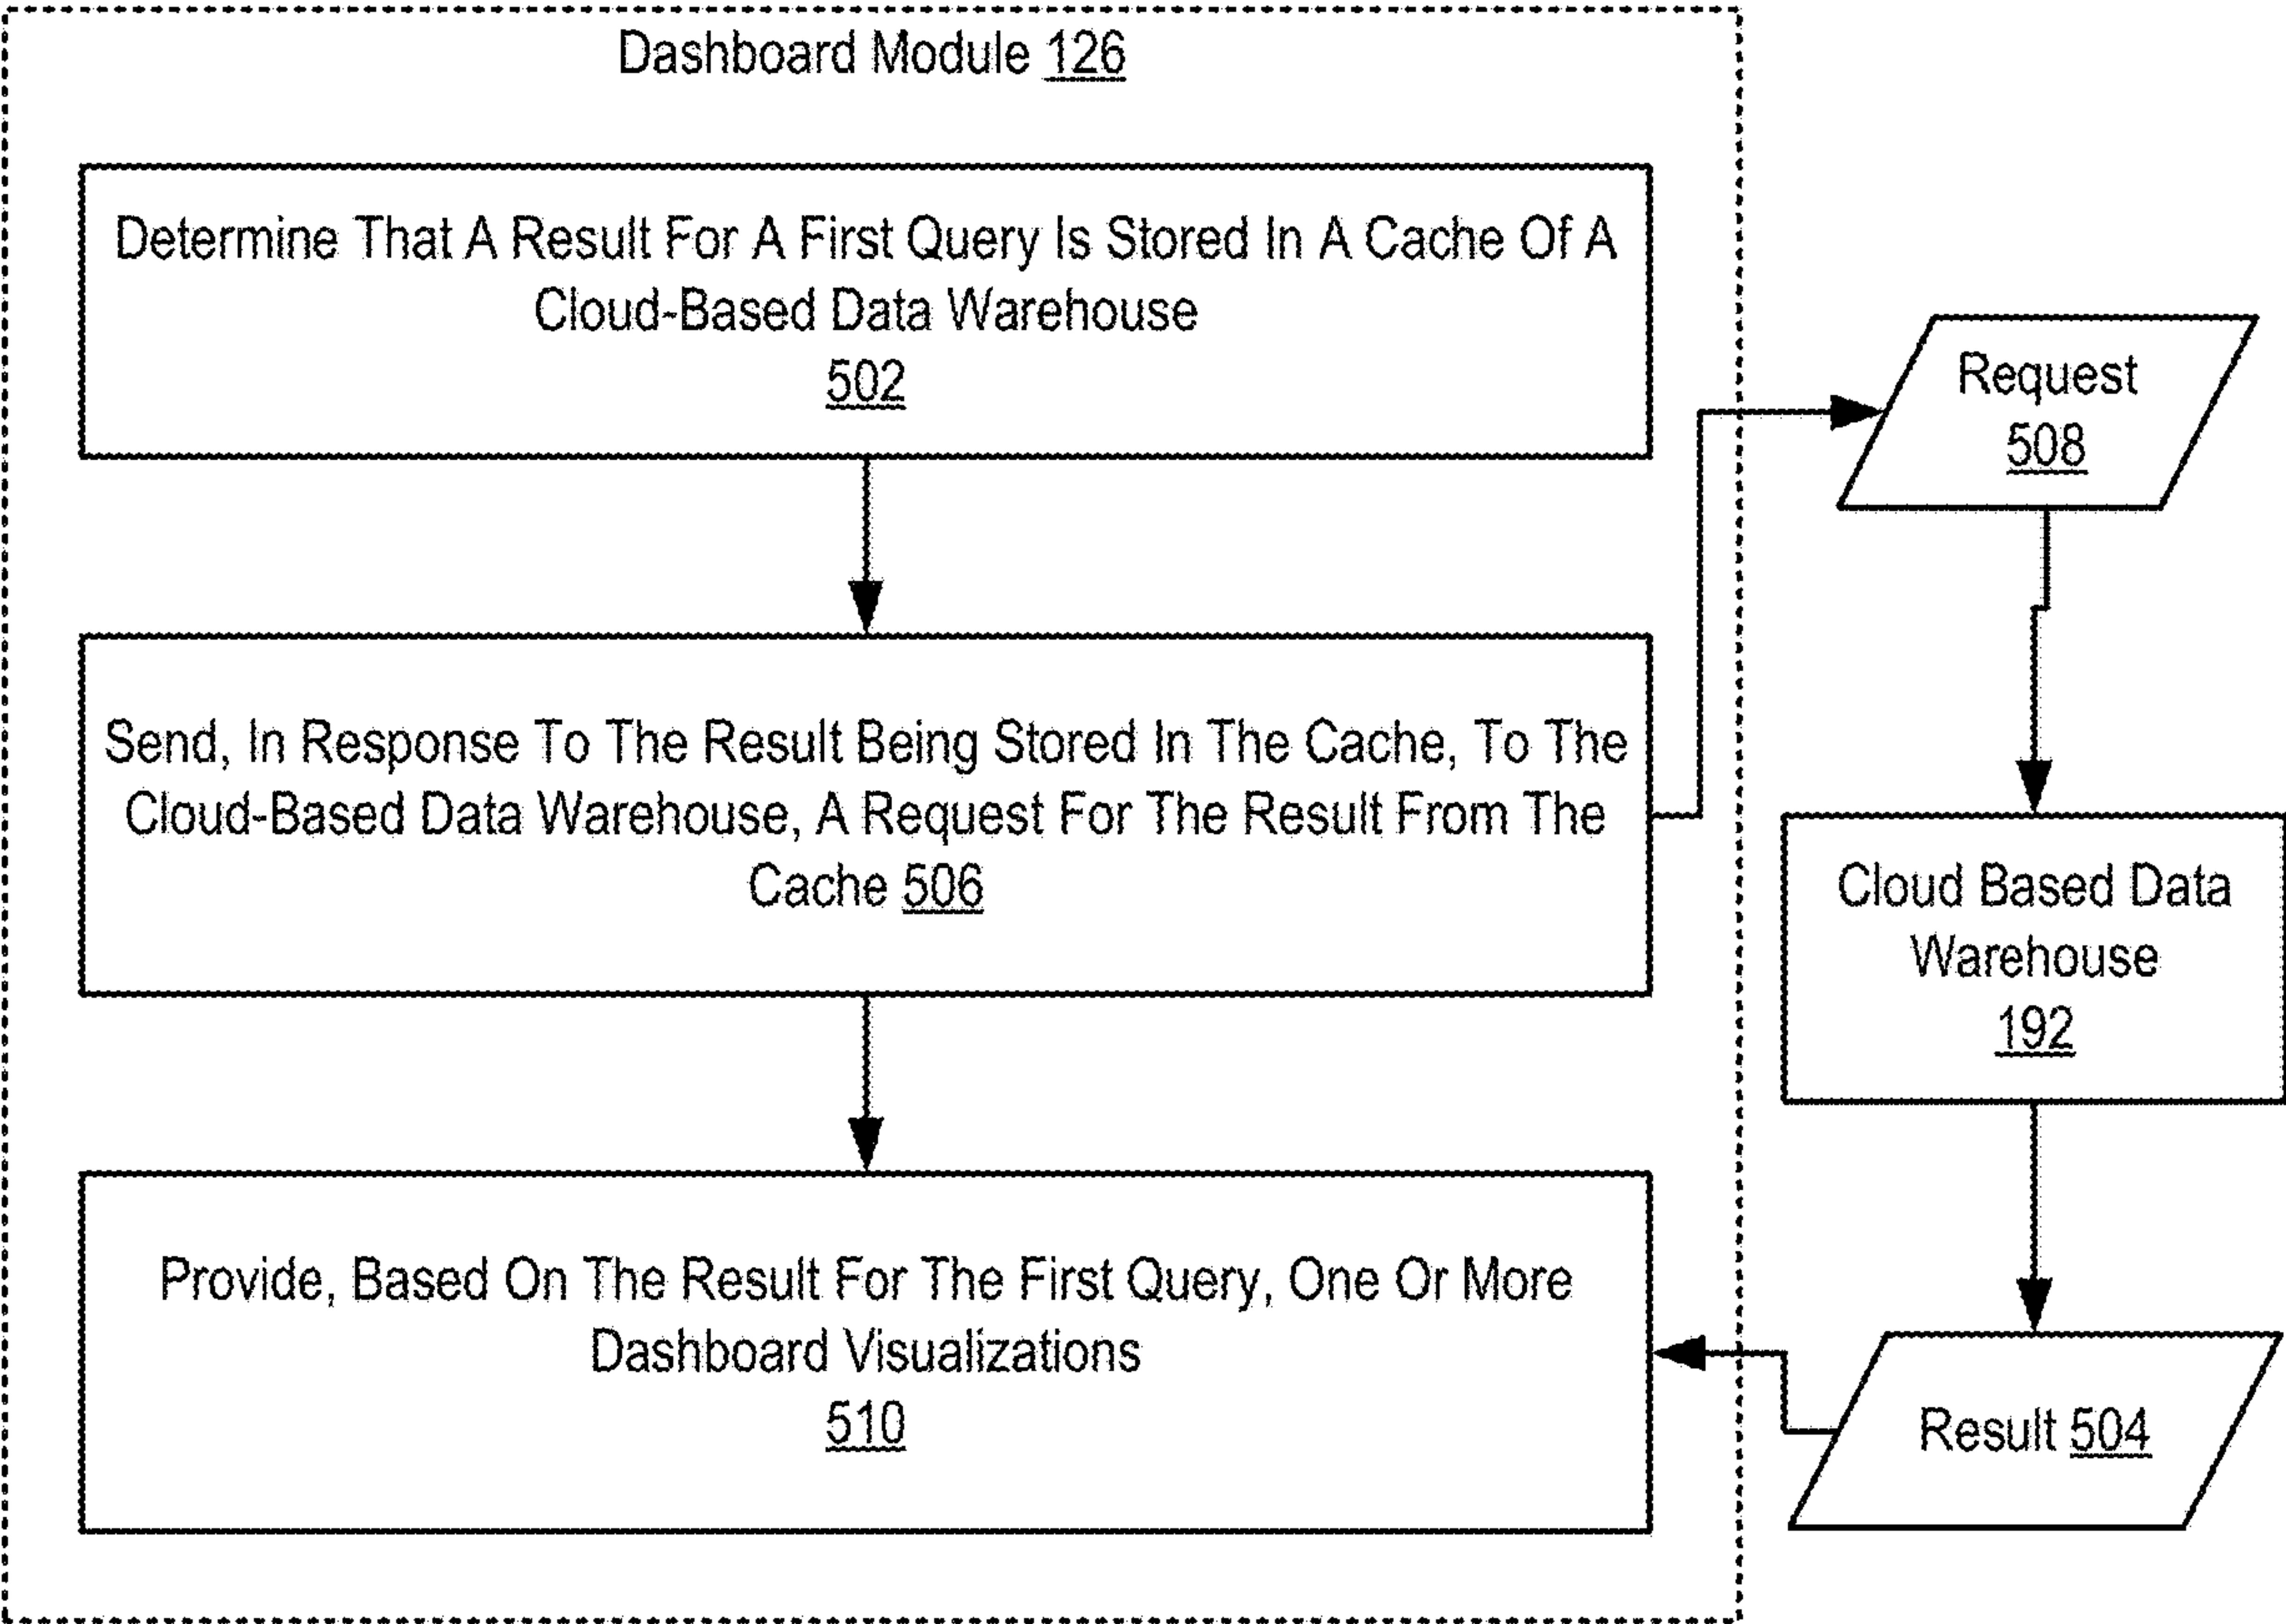 Dashboard Module 126
Determine That A Result For A First Query Is Stored In A Cache Of A
Cloud-Based Data Warehouse
502
Send, In Response To The Result Being Stored In The Cache, To The
Cloud-Based Data Warehouse, A Request For The Result From The
Cache 506
Provide, Based On The Result For The First Query, One Or More
Dashboard Visualizations
510
Request
508
Cloud Based Data
Warehouse
192
Result 504